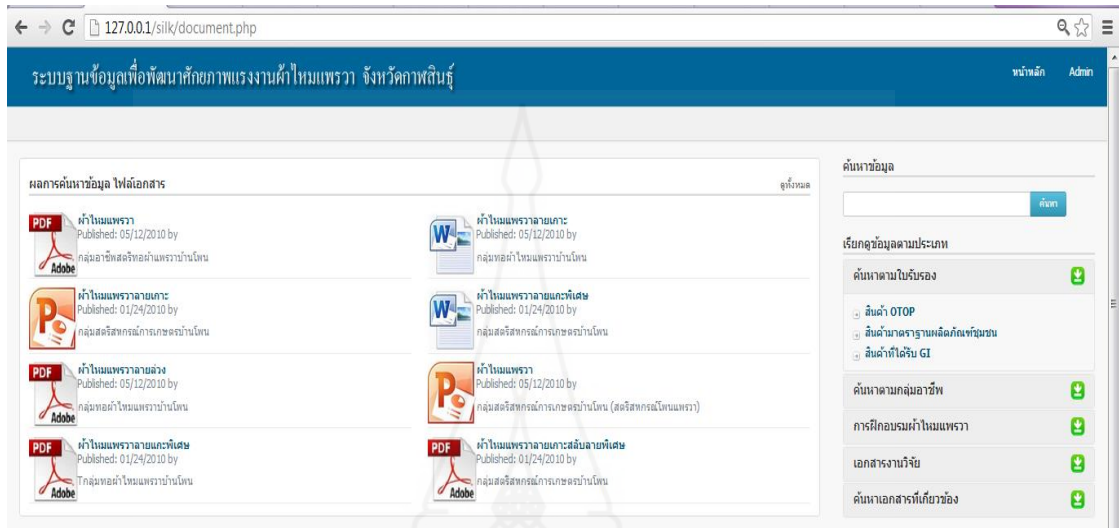 127.0.0.1/silk/document.php
ระบบฐานข้อมูลเพื่อพัฒนาศักยภาพแรงงานผ้าไหมแพรวา จังหวัดกาฬสินธุ์
หน้าหลัก Admin
ผลการค้นหาข้อมูล ไฟล์เอกสาร
ดูทั้งหมด
PDF
Adobe
ผ้าไหมแพรวา
Published: 05/12/2010 by
กลุ่มอาชีพสตรีทอผ้าแพรวาบ้านโพน
W
ผ้าไหมแพรวาลายเกาะ
Published: 05/12/2010 by
กลุ่มทอผ้าไหมแพรวาบ้านโพน
P
ผ้าไหมแพรวาลายเกาะ
Published: 01/24/2010 by
กลุ่มสตรีสหกรณ์การเกษตรบ้านโพน
W
ผ้าไหมแพรวาลายแกะพิเศษ
Published: 01/24/2010 by
กลุ่มสตรีสหกรณ์การเกษตรบ้านโพน
PDF
Adobe
ผ้าไหมแพรวาลายล่วง
Published: 05/12/2010 by
กลุ่มทอผ้าไหมแพรวาบ้านโพน
P
ผ้าไหมแพรวา
Published: 05/12/2010 by
กลุ่มสตรีสหกรณ์การเกษตรบ้านโพน (สตรีสหกรณ์โพนแพรวา)
PDF
Adobe
ผ้าไหมแพรวาลายแกะพิเศษ
Published: 01/24/2010 by
Tกลุ่มทอผ้าไหมแพรวาบ้านโพน
PDF
Adobe
ผ้าไหมแพรวาลายเกาะสลับลายพิเศษ
Published: 01/24/2010 by
กลุ่มสตรีสหกรณ์การเกษตรบ้านโพน
ค้นหาข้อมูล
ค้นหา
เรียกดูข้อมูลตามประเภท
ค้นหาตามใบรับรอง
สินค้า OTOP
สินค้ามาตราฐานผลิตภัณฑ์ชุมชน
สินค้าที่ได้รับ GI
ค้นหาตามกลุ่มอาชีพ
การฝึกอบรมผ้าไหมแพรวา
เอกสารงานวิจัย
ค้นหาเอกสารที่เกี่ยวข้อง